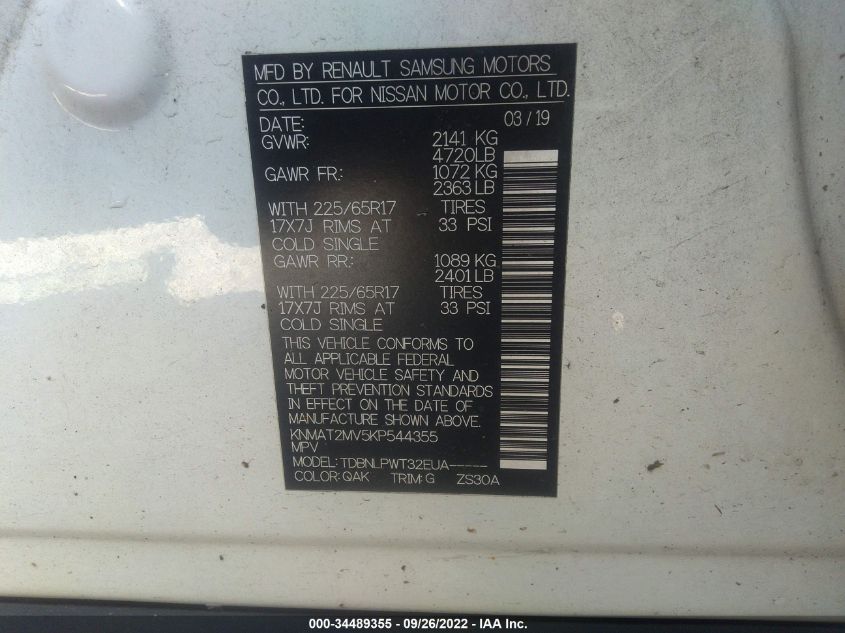 MFD BY RENAULT SAMSUNG MOTORS
CO., LTD. FOR NISSAN MOTOR CO., LTD.
DATE: 03 / 19
GVWR: 2141 KG
4720LB
GAWR FR: 1072 KG
2363 LB
WITH 225/65R17 TIRES
17X7J RIMS AT 33 PSI
COLD SINGLE
GAWR RR: 1089 KG
2401 LB
WITH 225/65R17 TIRES
17X7J RIMS AT 33 PSI
COLD SINGLE
THIS VEHICLE CONFORMS TO
ALL APPLICABLE FEDERAL
MOTOR VEHICLE SAFETY AND
THEFT PREVENTION STANDARDS
IN EFFECT ON THE DATE OF
MANUFACTURE SHOWN ABOVE.
KNMAT2MV5KP544355
MPV
MODEL: TDBNLPWT32EUA-----
COLOR: QAK TRIM: G ZS30A
000-34489355 - 09/26/2022 - IAA Inc.